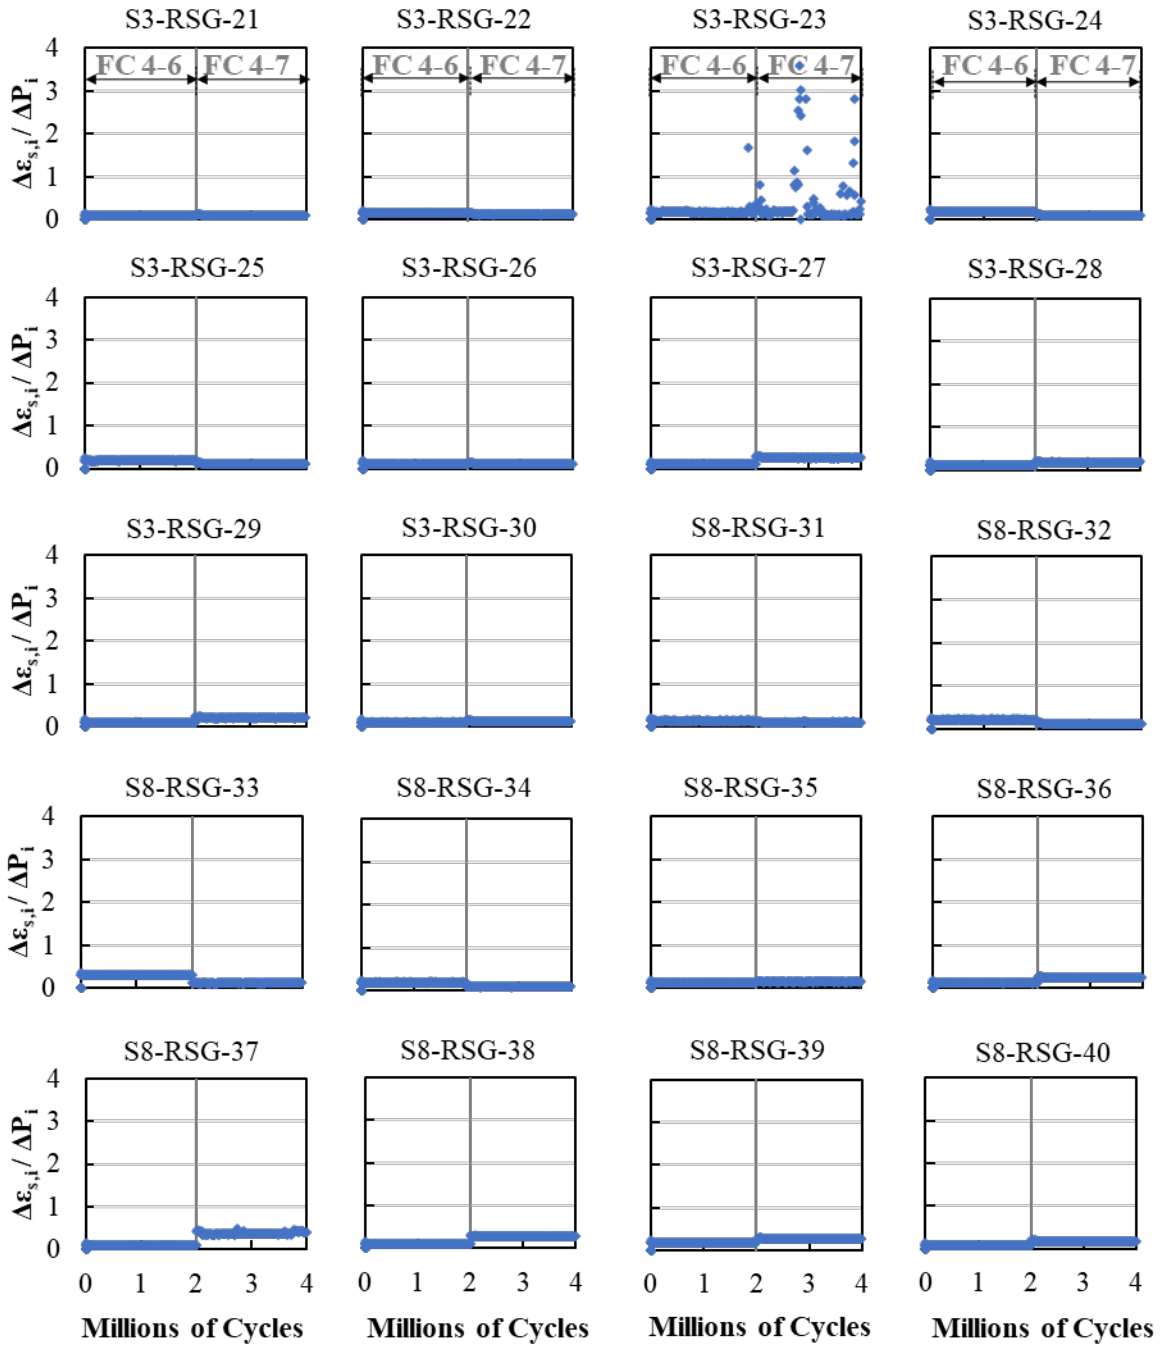 S3-RSG-21 S3-RSG-22 S3-RSG-23 S3-RSG-24
4
FC 4-6 FC 4-7 FC 4-6 FC 4-7 FC 4-6 FC 4-7 FC 4-6 FC 4-7
3
2
1
0
Δεs,i / ΔPi
S3-RSG-25 S3-RSG-26 S3-RSG-27 S3-RSG-28
4
3
2
1
0
Δεs,i / ΔPi
S3-RSG-29 S3-RSG-30 S8-RSG-31 S8-RSG-32
4
3
2
1
0
Δεs,i / ΔPi
S8-RSG-33 S8-RSG-34 S8-RSG-35 S8-RSG-36
4
3
2
1
0
Δεs,i / ΔPi
S8-RSG-37 S8-RSG-38 S8-RSG-39 S8-RSG-40
4
3
2
1
0
Δεs,i / ΔPi
0 1 2 3 4 0 1 2 3 4 0 1 2 3 4 0 1 2 3 4
Millions of Cycles Millions of Cycles Millions of Cycles Millions of Cycles